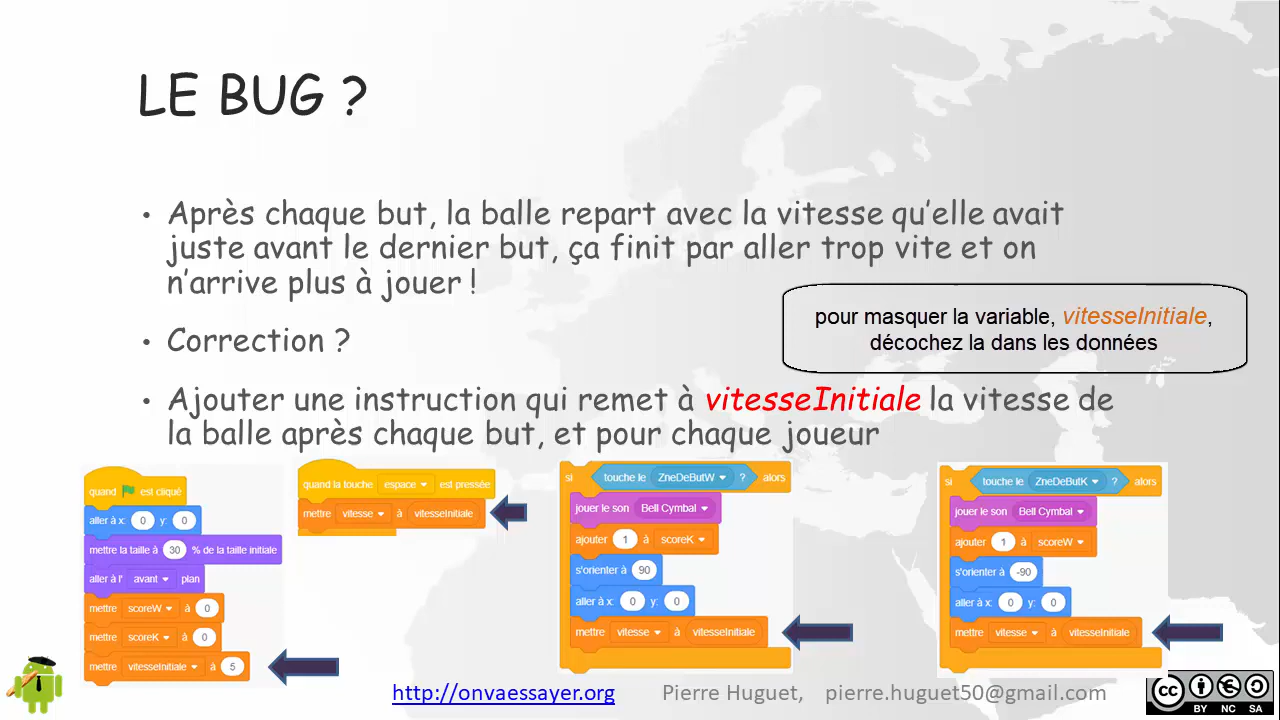 LE BUG ?
• Après chaque but, la balle repart avec la vitesse qu'elle avait
juste avant le dernier but, ça finit par aller trop vite et on
n'arrive plus à jouer !
pour masquer la variable, vitesseInitiale,
décochez la dans les données
• Correction ?
• Ajouter une instruction qui remet à vitesseInitiale la vitesse de
la balle après chaque but, et pour chaque joueur
quand est cliqué
aller à x: 0 y: 0
mettre la taille à 30 % de la taille initiale
aller à l' avant plan
mettre scoreW à 0
mettre scoreK à 0
mettre vitesseInitiale à 5
quand la touche espace est pressée
mettre vitesse à vitesseInitiale
si touche le ZneDeButW ? alors
jouer le son Bell Cymbal
ajouter 1 à scoreK
s'orienter à 90
aller à x: 0 y: 0
mettre vitesse à vitesseInitiale
si touche le ZneDeButK ? alors
jouer le son Bell Cymbal
ajouter 1 à scoreW
s'orienter à -90
aller à x: 0 y: 0
mettre vitesse à vitesseInitiale
http://onvaessayer.org Pierre Huguet, pierre.huguet50@gmail.com
cc
BY NC SA